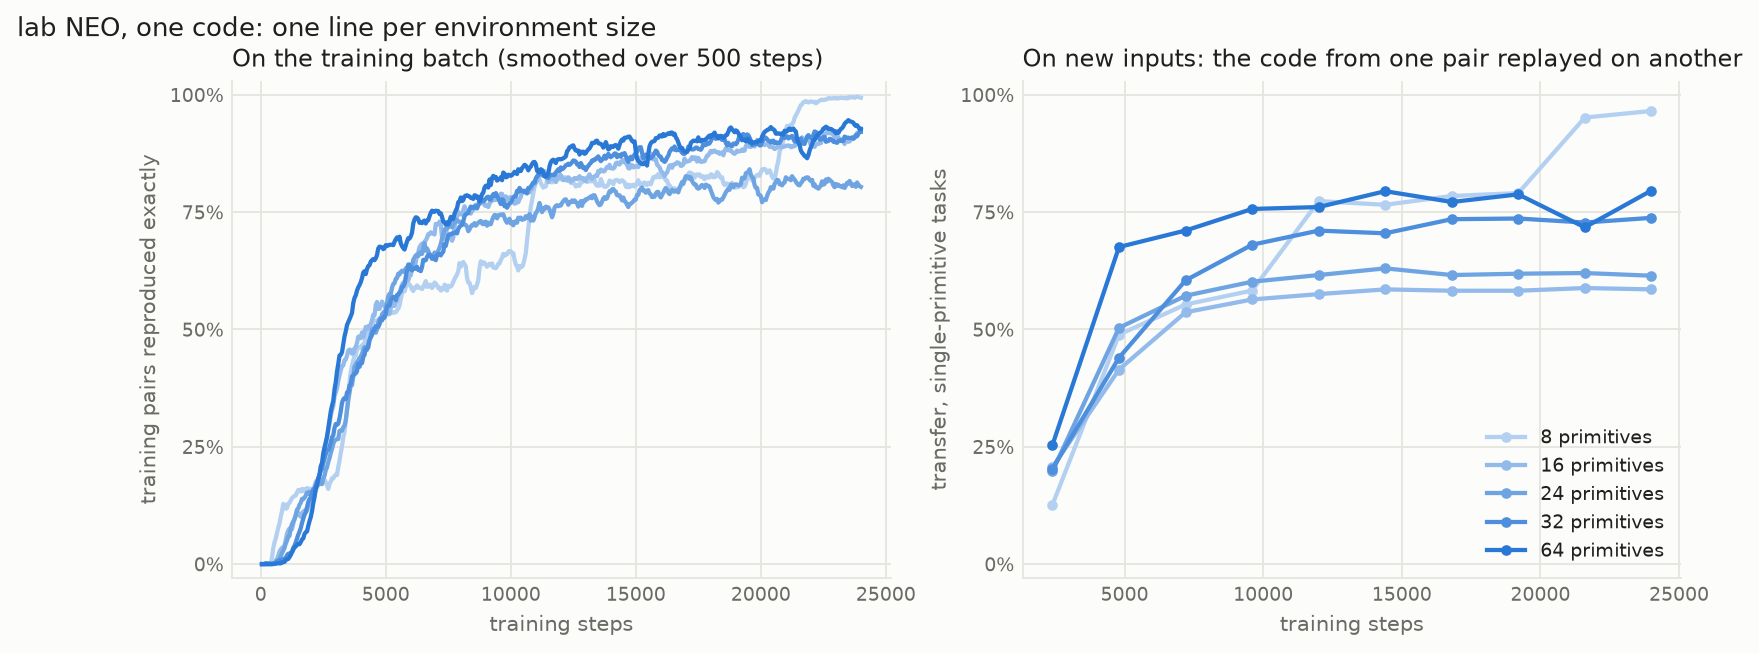 lab NEO, one code: one line per environment size
On the training batch (smoothed over 500 steps)
training pairs reproduced exactly
100%
75%
50%
25%
0%
0
5000
10000
15000
20000
25000
training steps
On new inputs: the code from one pair replayed on another
transfer, single-primitive tasks
100%
75%
50%
25%
0%
8 primitives
16 primitives
24 primitives
32 primitives
64 primitives
5000
10000
15000
20000
25000
training steps